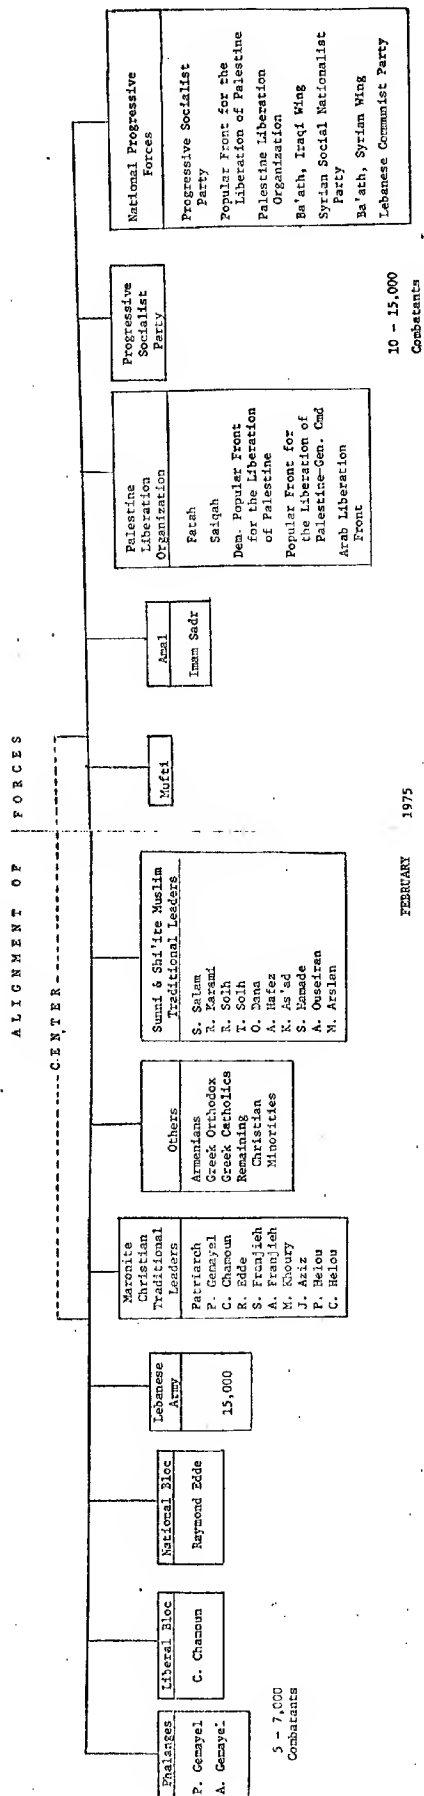 ALIGNMENT OF FORCES
CENTER
Phalanges
P. Gemayel
A. Gemayel
5 - 7,000
Combatants
Liberal Bloc
C. Chamoun
National Bloc
Raymond Edde
Lebanese
Army
15,000
Maronite
Christian
Traditional
Leaders
Patriarch
P. Gemayel
C. Chamoun
R. Edde
S. Franjieh
A. Franjieh
M. Khoury
J. Aziz
P. Helou
C. Helou
Others
Armenians
Greek Orthodox
Greek Catholics
Remaining
Christian
Minorities
Sunni & Shi'ite Muslim
Traditional Leaders
S. Salam
R. Karami
R. Solh
T. Solh
O. Dana
A. Hafez
K. As'ad
S. Hamade
A. Ouseiran
M. Arslan
Mufti
Amal
Imam Sadr
Palestine
Liberation
Organization
Fatah
Saiqah
Dem. Popular Front
for the Liberation
of Palestine
Popular Front for
the Liberation of
Palestine-Gen. Cmd
Arab Liberation
Front
Progressive
Socialist
Party
National Progressive
Forces
Progressive Socialist
Party
Popular Front for the
Liberation of Palestine
Palestine Liberation
Organization
Ba'ath, Iraqi Wing
Syrian Social Nationalist
Party
Ba'ath, Syrian Wing
Lebanese Communist Party
10 - 15,000
Combatants
FEBRUARY 1975